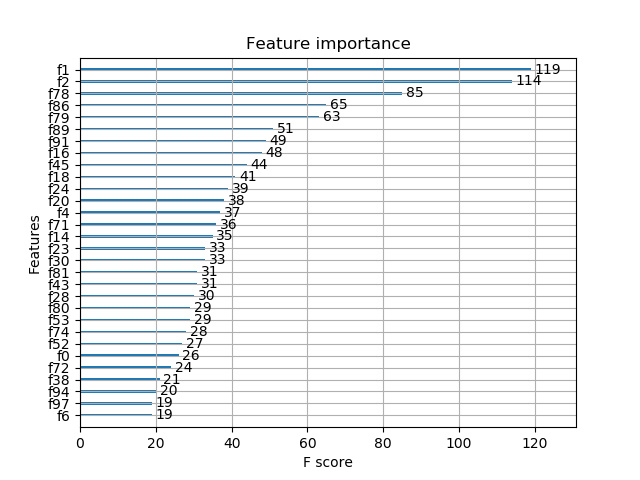 Feature importance
f1 119
f2 114
f78 85
f86 65
f79 63
f89 51
f91 49
f16 48
f45 44
f18 41
f24 39
f20 38
f4 37
f71 36
f14 35
f23 33
f30 33
f81 31
f43 31
f28 30
f80 29
f53 29
f74 28
f52 27
f0 26
f72 24
f38 21
f94 20
f97 19
f6 19
Features
0 20 40 60 80 100 120
F score